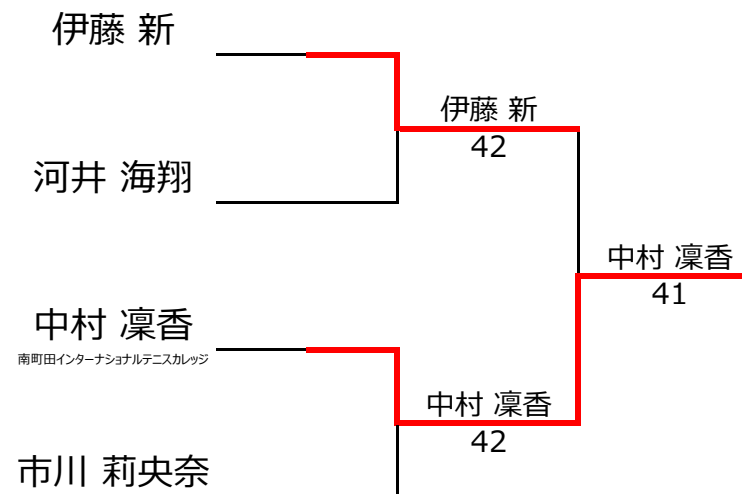 伊藤 新
伊藤 新
42
河井 海翔
中村 凜香
41
中村 凜香
南町田インターナショナルテニスカレッジ
中村 凜香
42
市川 莉央奈